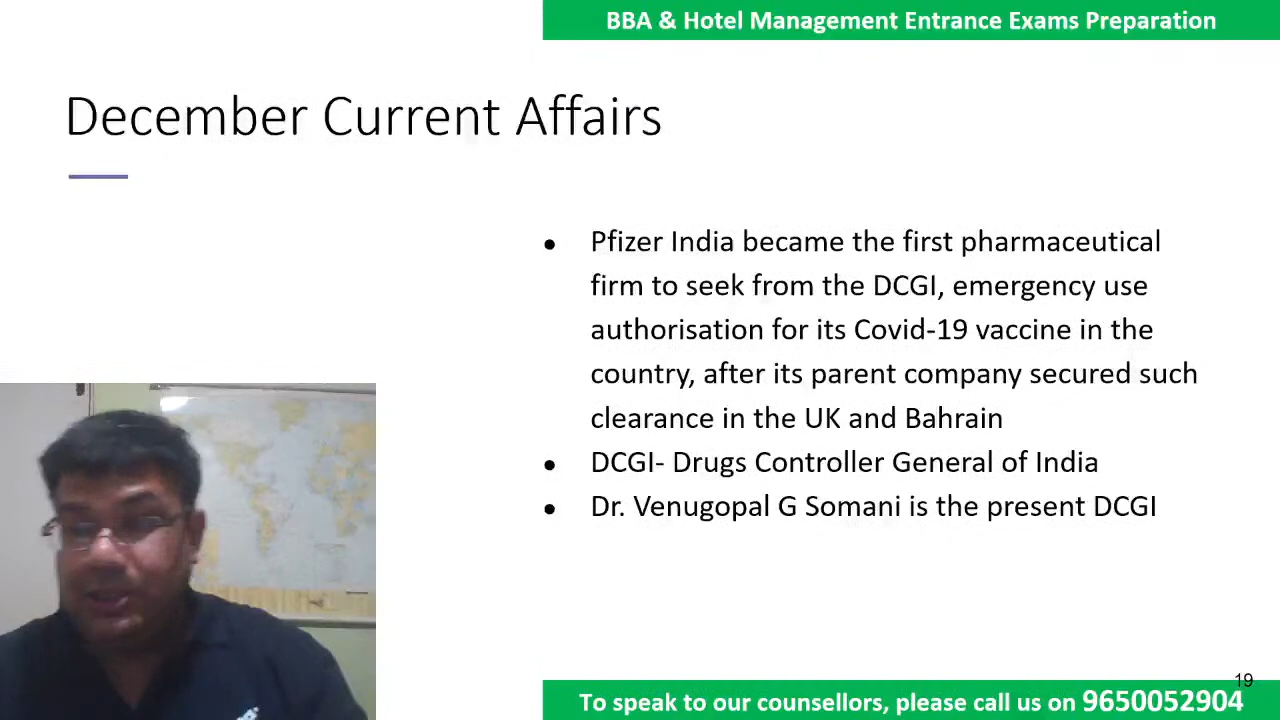 BBA & Hotel Management Entrance Exams Preparation
December Current Affairs
• Pfizer India became the first pharmaceutical
firm to seek from the DCGI, emergency use
authorisation for its Covid-19 vaccine in the
country, after its parent company secured such
clearance in the UK and Bahrain
• DCGI- Drugs Controller General of India
• Dr. Venugopal G Somani is the present DCGI
19
To speak to our counsellors, please call us on 9650052904